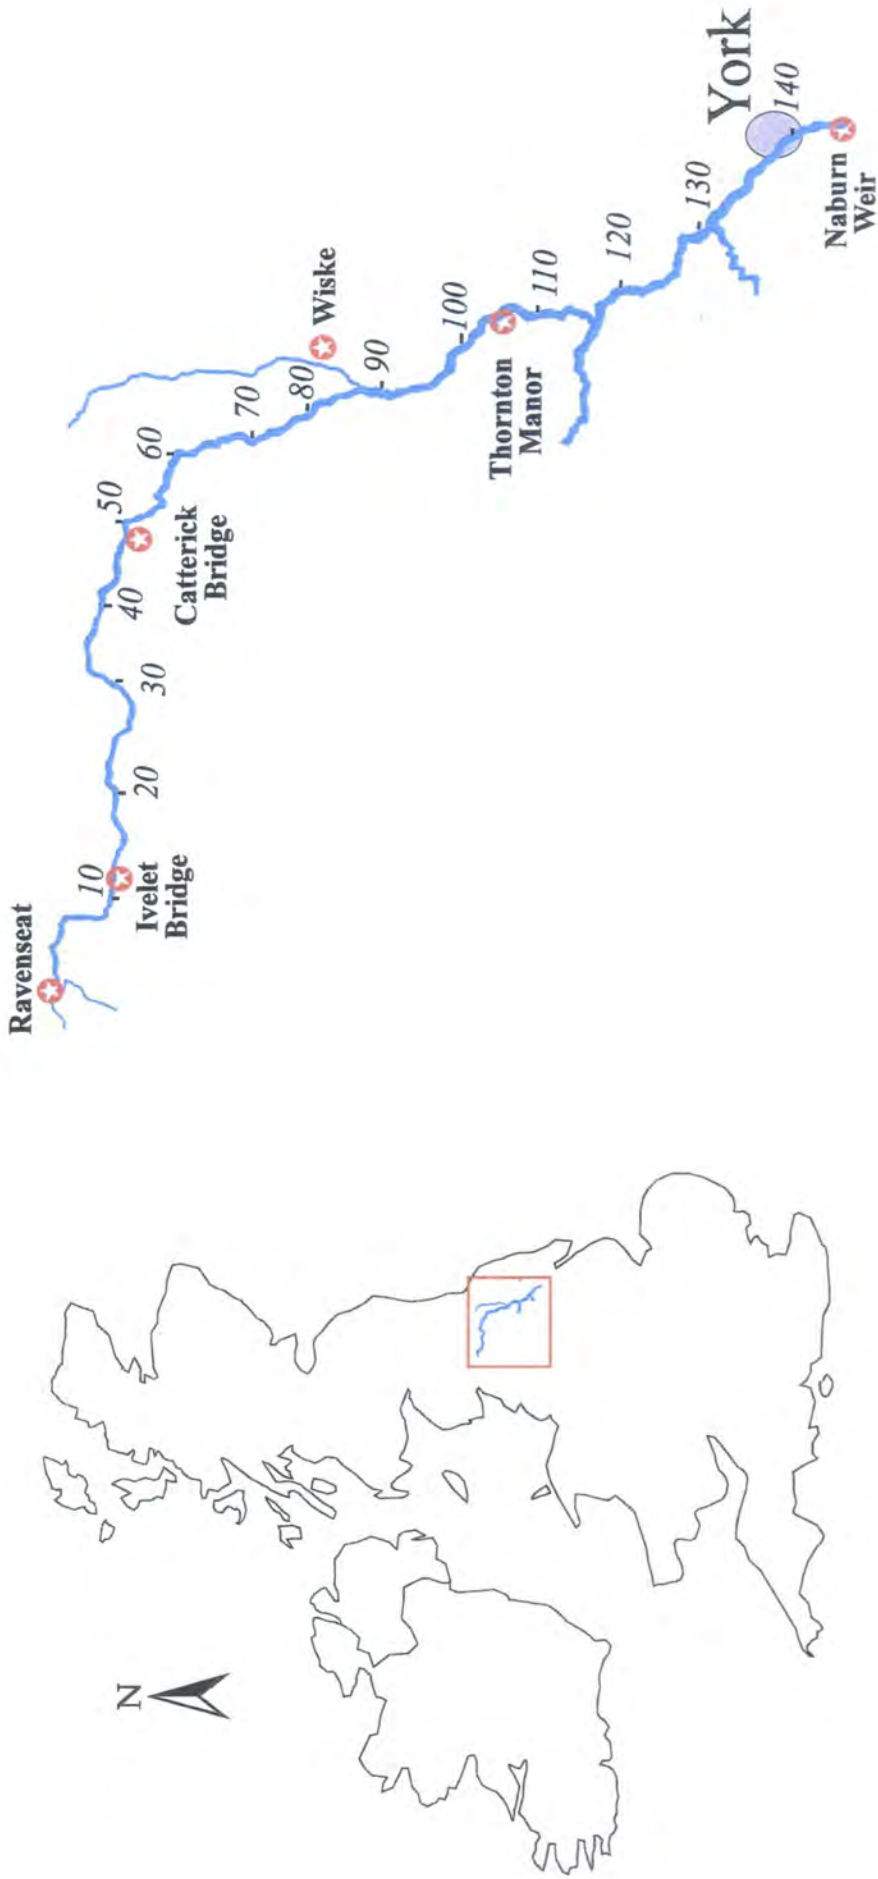 N
Ravenseat
10
Ivelet
Bridge
20
30
40
50
Catterick
Bridge
60
70
80
90
Wiske
100
Thornton
Manor
110
120
130
York
140
Naburn
Weir